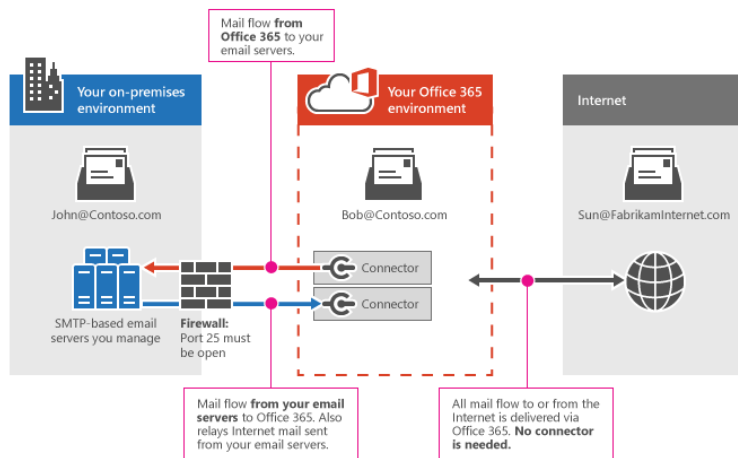 Mail flow from
Office 365 to your
email servers.
Your on-premises
environment
Your Office 365
environment
Internet
John@Contoso.com
Bob@Contoso.com
Sun@FabrikamInternet.com
Connector
Connector
SMTP-based email
servers you manage
Firewall:
Port 25 must
be open
Mail flow from your email
servers to Office 365. Also
relays Internet mail sent
from your email servers.
All mail flow to or from the
Internet is delivered via
Office 365. No connector
is needed.